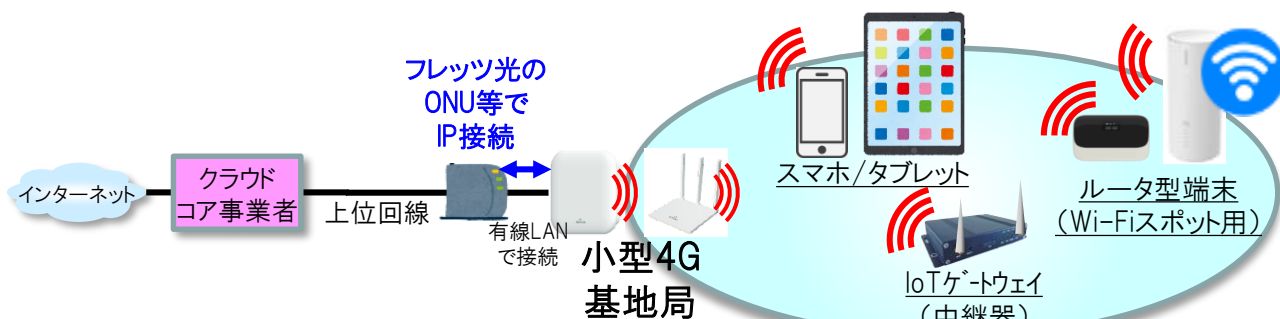 インターネット
クラウド
コア事業者
上位回線
フレッツ光の
ONU等で
IP接続
有線LAN
で接続
小型4G
基地局
スマホ/タブレット
ルータ型端末
（Wi-Fiスポット用）
IoTゲートウェイ
（中継器）